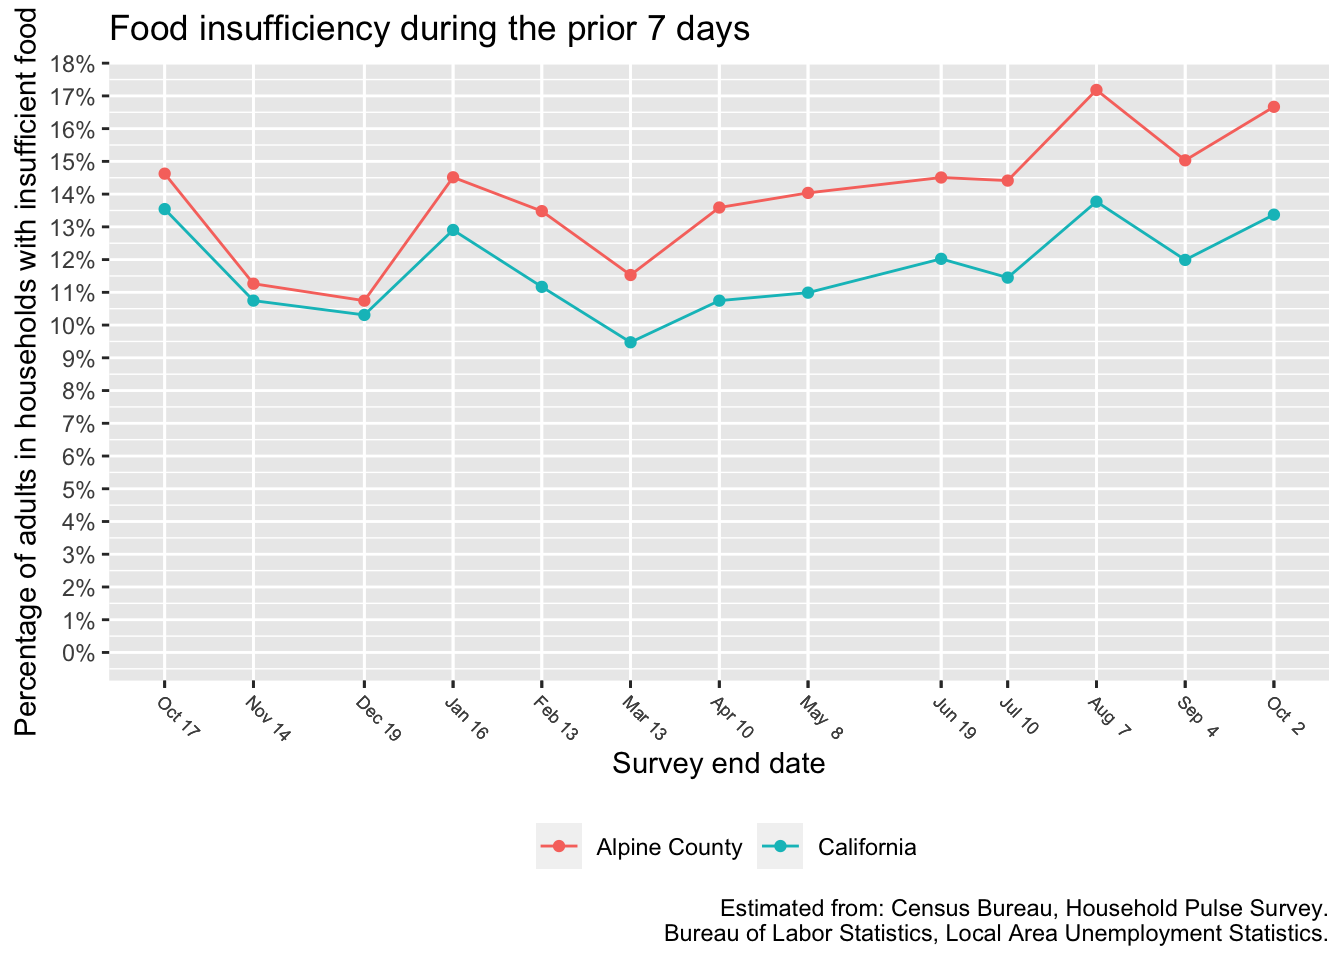 Food insufficiency during the prior 7 days
Percentage of adults in households with insufficient food
18%
17%
16%
15%
14%
13%
12%
11%
10%
9%
8%
7%
6%
5%
4%
3%
2%
1%
0%
Oct 17
Nov 14
Dec 19
Jan 16
Feb 13
Mar 13
Apr 10
May 8
Jun 19
Jul 10
Aug 7
Sep 4
Oct 2
Survey end date
Alpine County
California
Estimated from: Census Bureau, Household Pulse Survey.
Bureau of Labor Statistics, Local Area Unemployment Statistics.